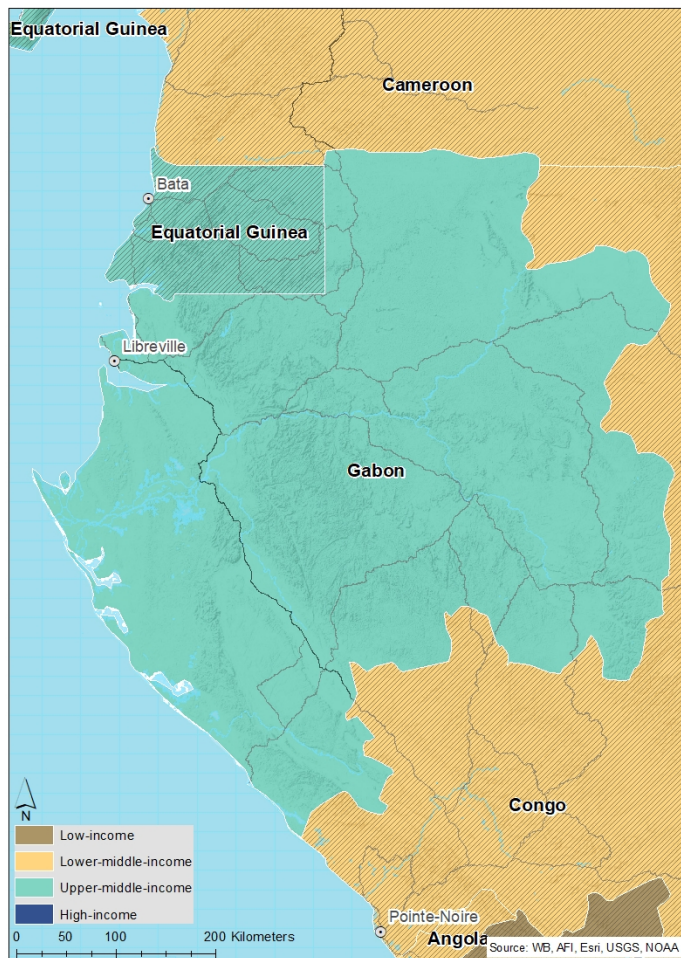 Equatorial Guinea
Cameroon
Bata
Equatorial Guinea
Libreville
Gabon
N
Congo
Low-income
Lower-middle-income
Upper-middle-income
High-income
0 50 100 200 Kilometers
Pointe-Noire
Angola
Source: WB, AFI, Esri, USGS, NOAA